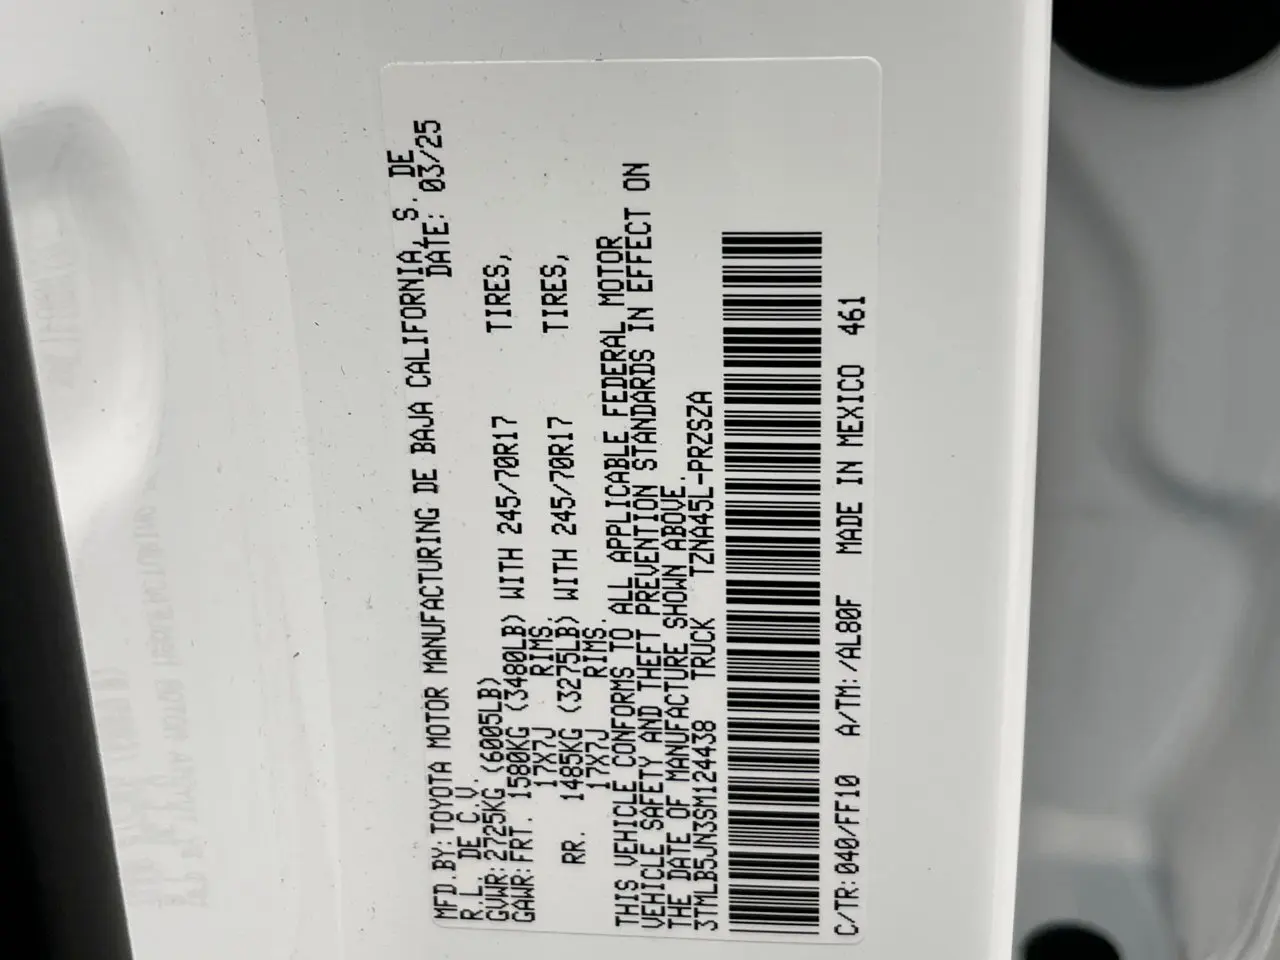 MFD.BY:TOYOTA MOTOR MANUFACTURING DE BAJA CALIFORNIA, S. DE
R.L. DE C.V. DATE: 03/25
GVWR:2725KG (6005LB)
GAWR:FRT. 1580KG (3480LB) WITH 245/70R17 TIRES,
17X7J RIMS.
RR. 1485KG (3275LB) WITH 245/70R17 TIRES,
17X7J RIMS.
THIS VEHICLE CONFORMS TO ALL APPLICABLE FEDERAL MOTOR
VEHICLE SAFETY AND THEFT PREVENTION STANDARDS IN EFFECT ON
THE DATE OF MANUFACTURE SHOWN ABOVE.
3TMLB5JN3SM124438 TRUCK TZNA45L-PRZSZA
C/TR:040/FF10 A/TM:/AL80F MADE IN MEXICO 461